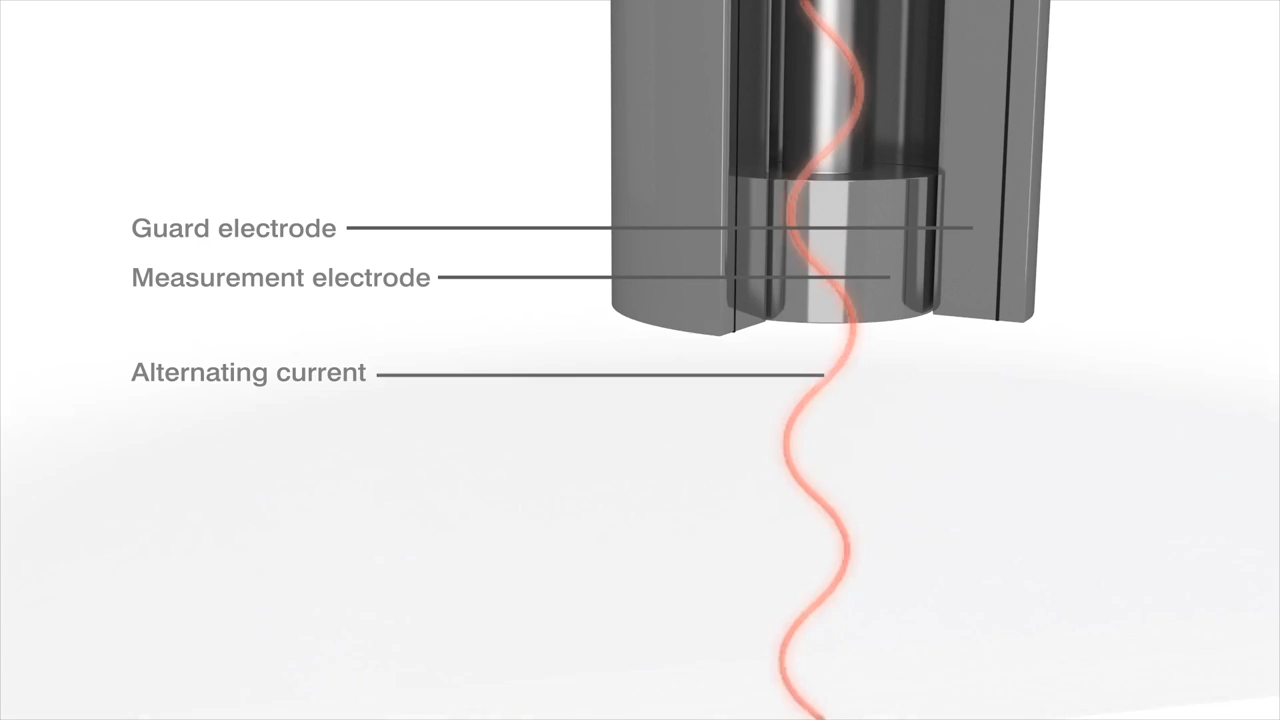 Guard electrode
Measurement electrode
Alternating current